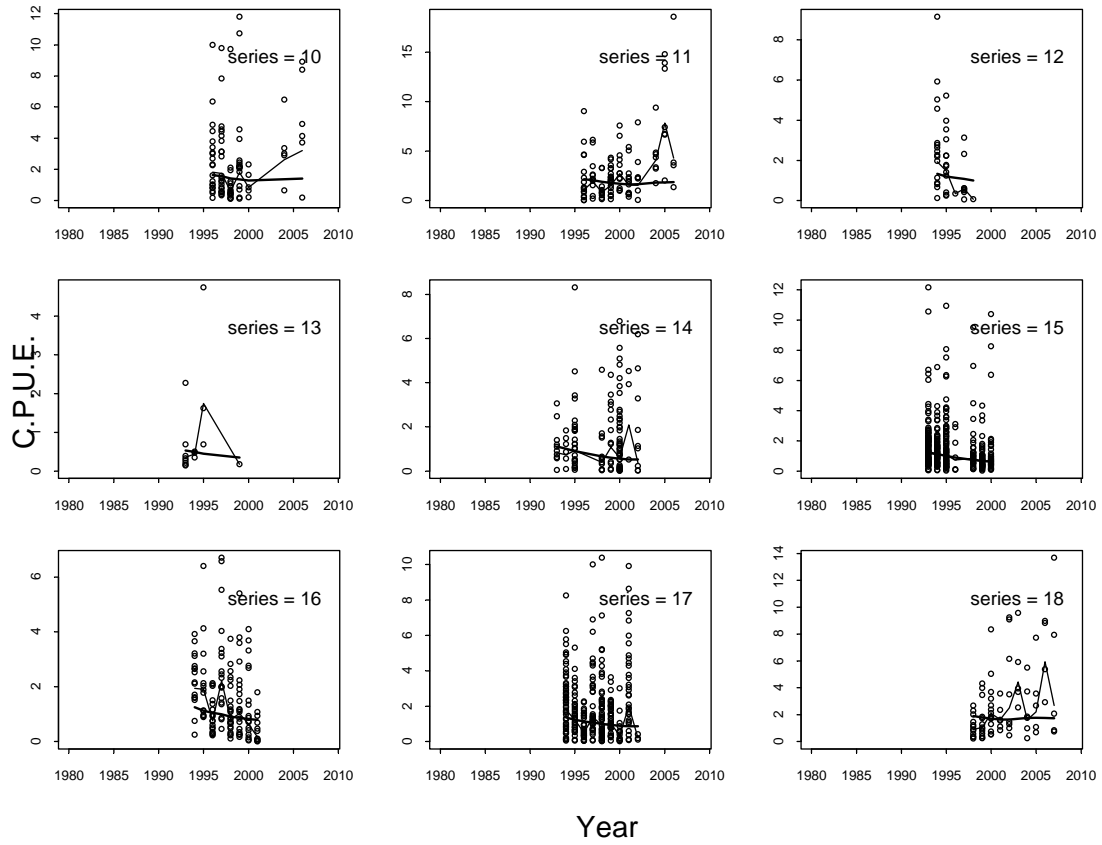 series = 10
0 2 4 6 8 10 12
1980 1985 1990 1995 2000 2005 2010
series = 11
0 5 10 15
1980 1985 1990 1995 2000 2005 2010
series = 12
0 2 4 6 8
1980 1985 1990 1995 2000 2005 2010
series = 13
0 1 2 3 4
1980 1985 1990 1995 2000 2005 2010
series = 14
0 2 4 6 8
1980 1985 1990 1995 2000 2005 2010
series = 15
0 2 4 6 8 10 12
1980 1985 1990 1995 2000 2005 2010
series = 16
0 2 4 6
1980 1985 1990 1995 2000 2005 2010
series = 17
0 2 4 6 8 10
1980 1985 1990 1995 2000 2005 2010
series = 18
0 2 4 6 8 10 12 14
1980 1985 1990 1995 2000 2005 2010
C.P.U.E.
Year